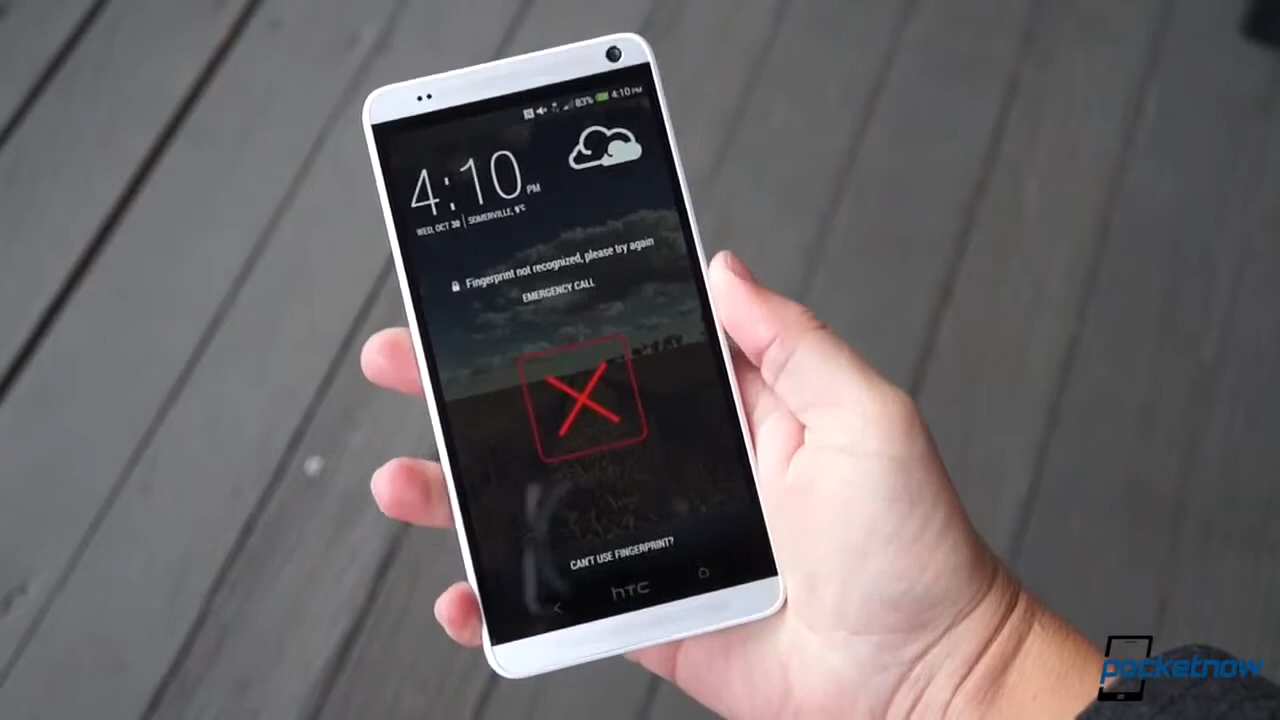 83% 4:10 PM
4:10 PM
WED, OCT 30 | SOMERVILLE, 9°C
Fingerprint not recognized, please try again
EMERGENCY CALL
CAN'T USE FINGERPRINT?
hTC
pocketnow